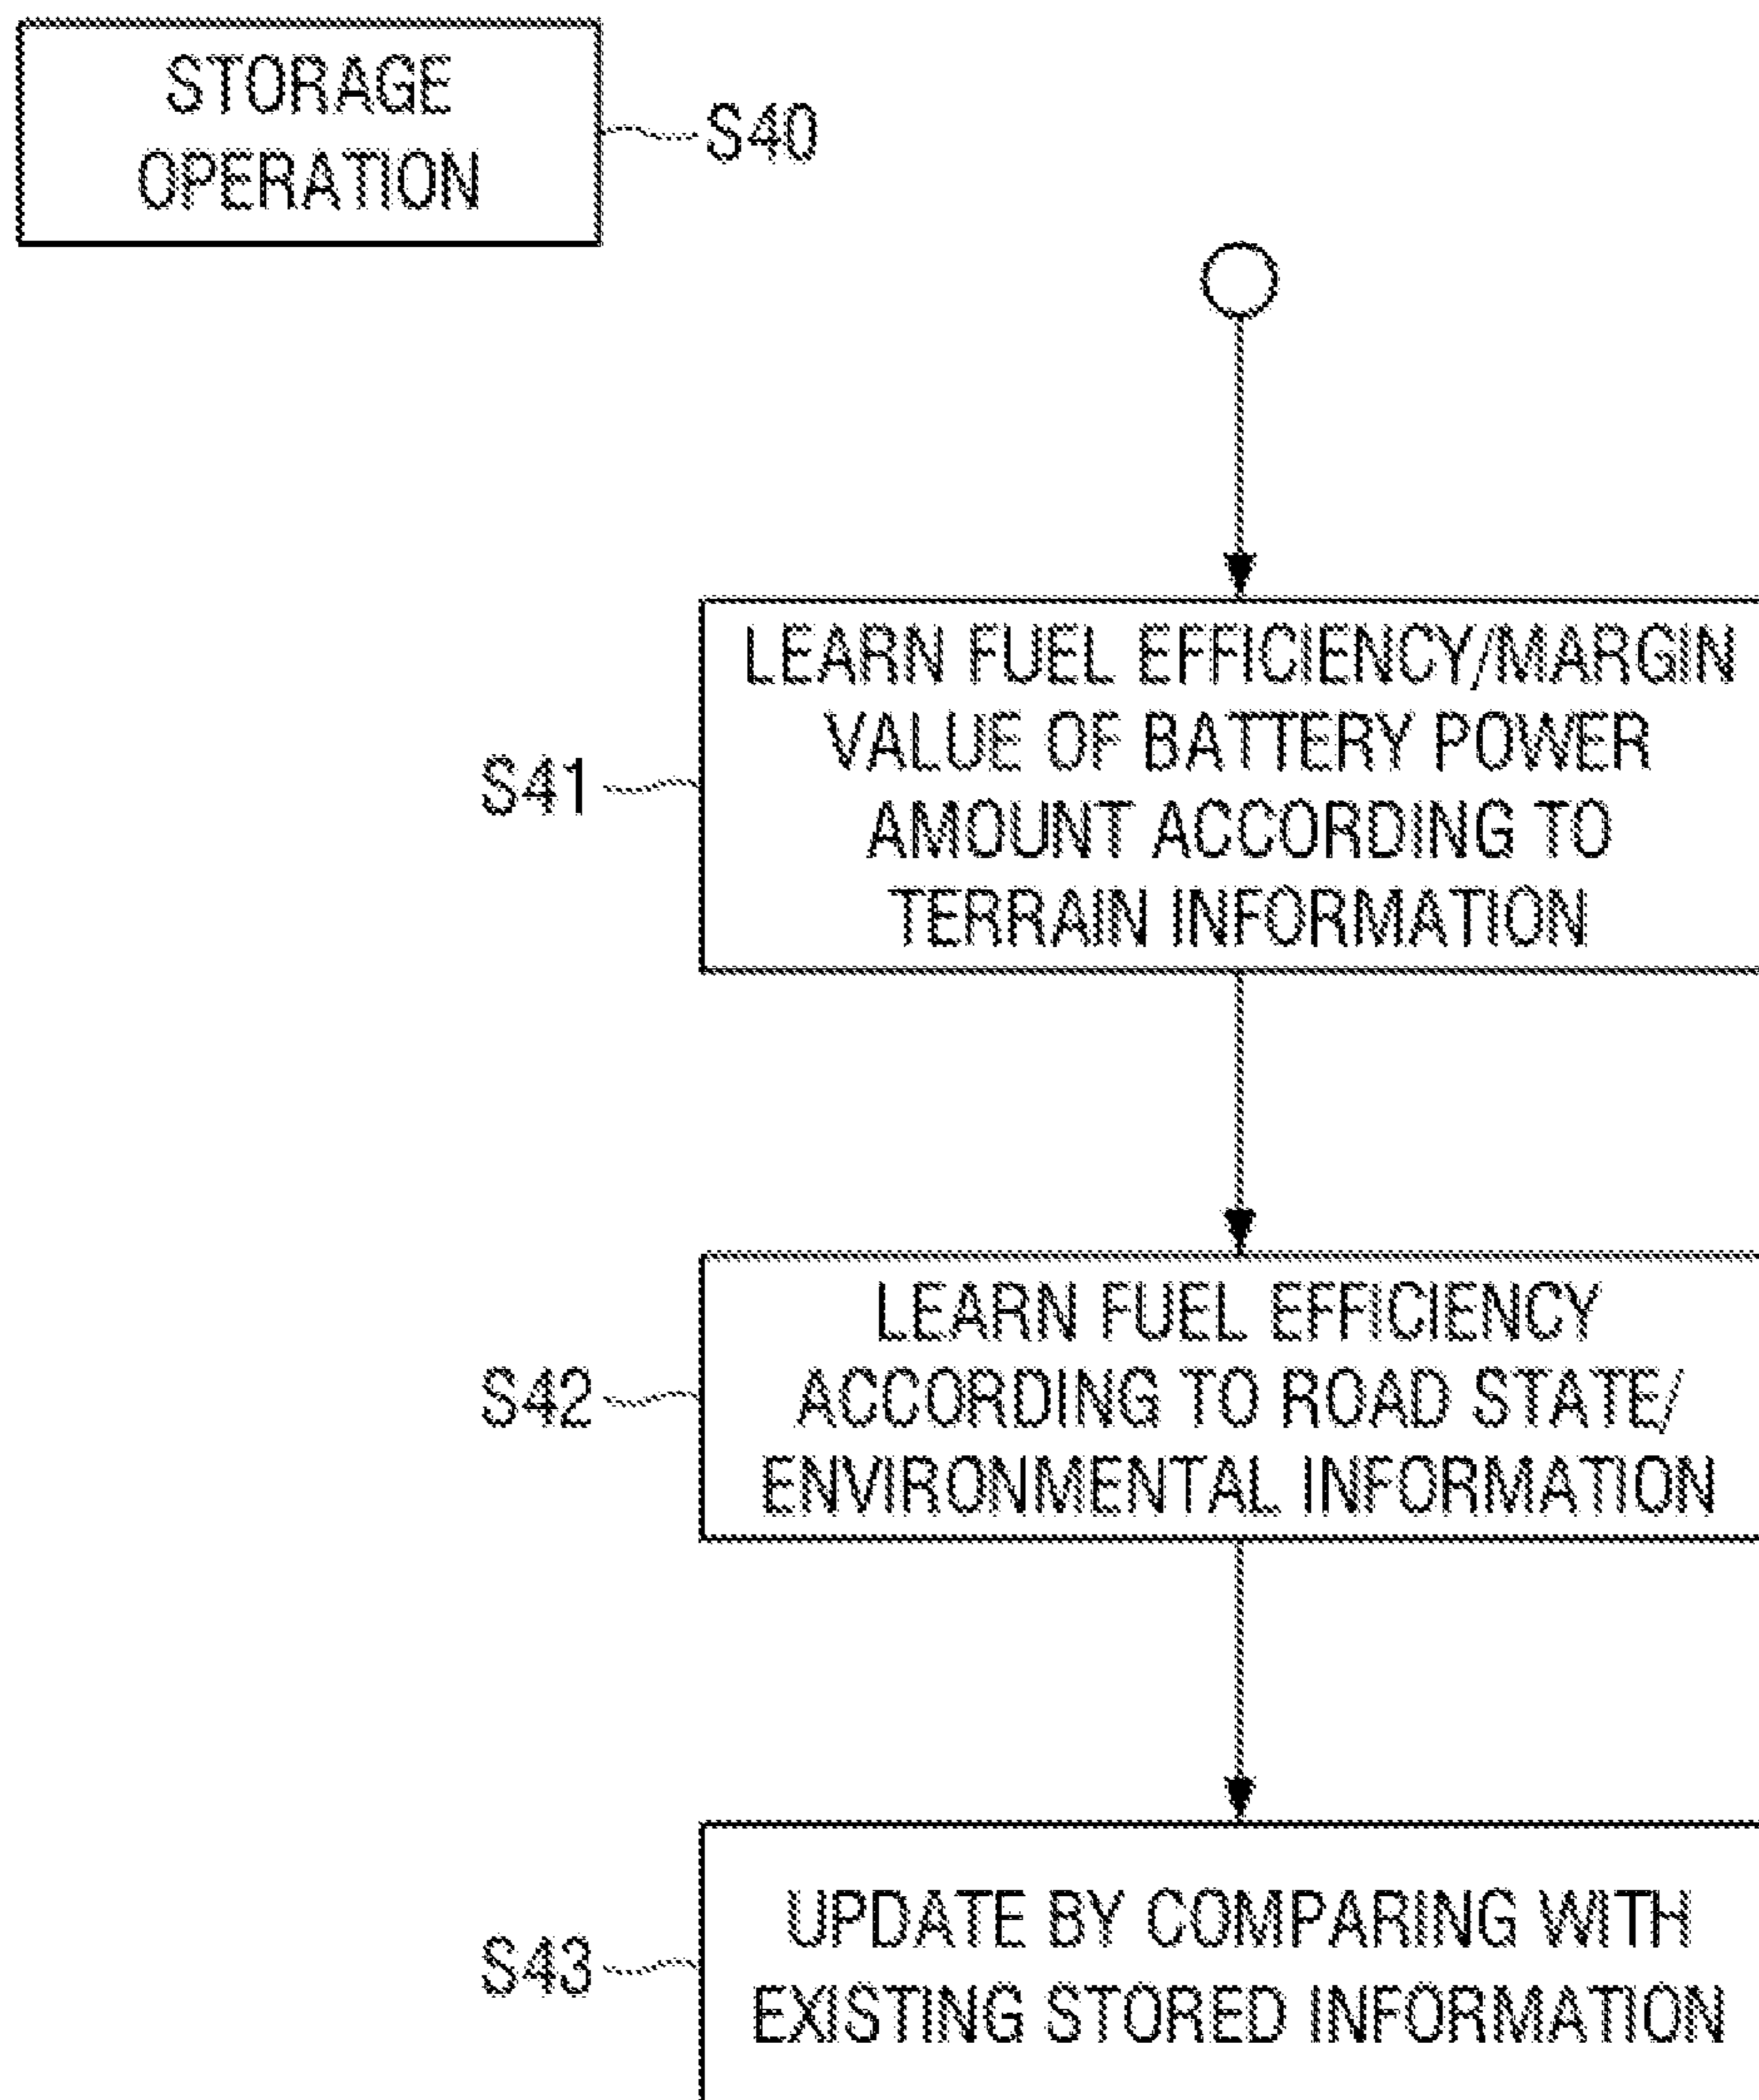 STORAGE
OPERATION
S40
LEARN FUEL EFFICIENCY/MARGIN
VALUE OF BATTERY POWER
AMOUNT ACCORDING TO
TERRAIN INFORMATION
S41
LEARN FUEL EFFICIENCY
ACCORDING TO ROAD STATE/
ENVIRONMENTAL INFORMATION
S42
UPDATE BY COMPARING WITH
EXISTING STORED INFORMATION
S43